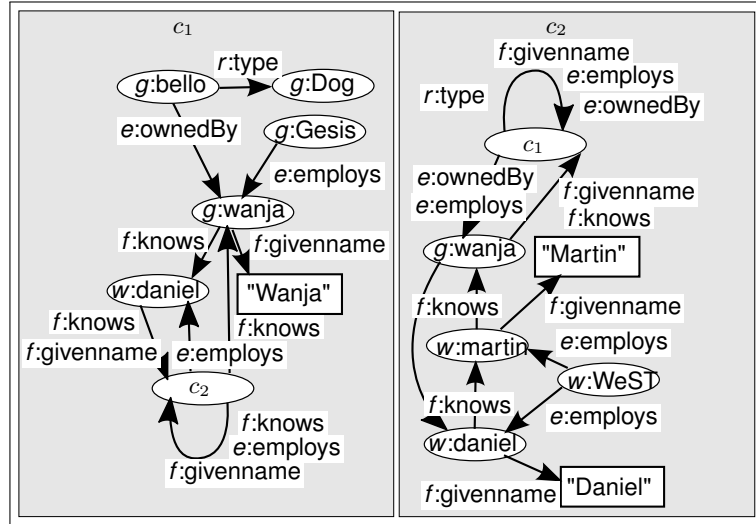 c₁
r:type
g:bello
g:Dog
e:ownedBy
g:Gesis
e:employs
g:wanja
f:knows
f:givenname
w:daniel
"Wanja"
f:knows
f:knows
f:givenname
e:employs
c₂
f:knows
e:employs
f:givenname
c₂
f:givenname
e:employs
r:type
e:ownedBy
c₁
e:ownedBy
f:givenname
e:employs
f:knows
g:wanja
"Martin"
f:knows
f:givenname
w:martin
e:employs
w:WeST
f:knows
e:employs
w:daniel
f:givenname
"Daniel"